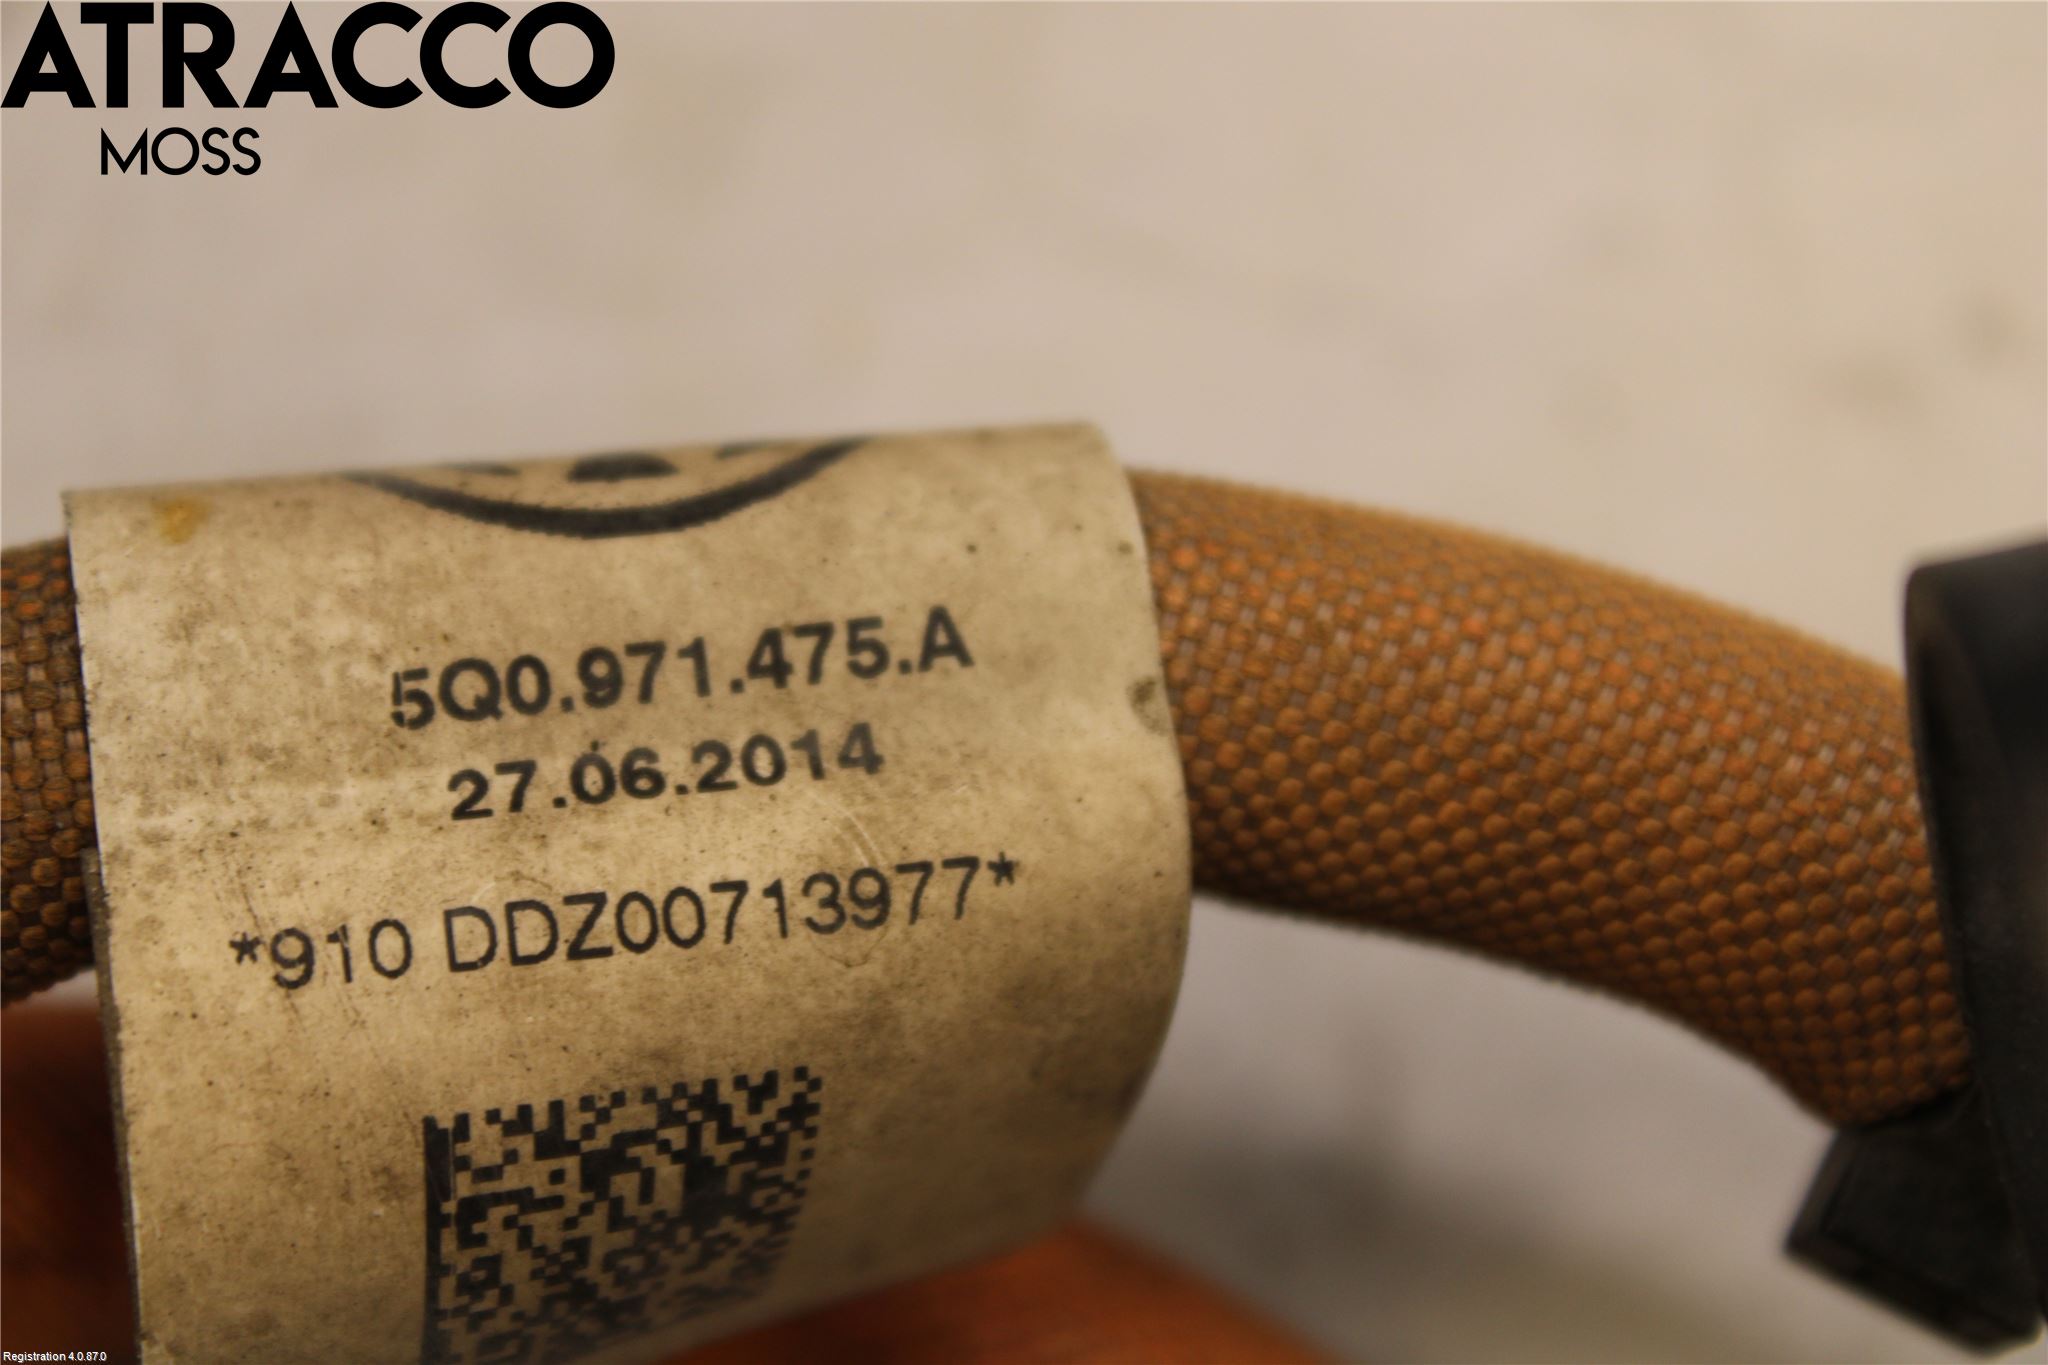 ATRACCO
MOSS
5Q0.971.475.A
27.06.2014
*910 DDZ00713977*
Registration 4.0.87.0